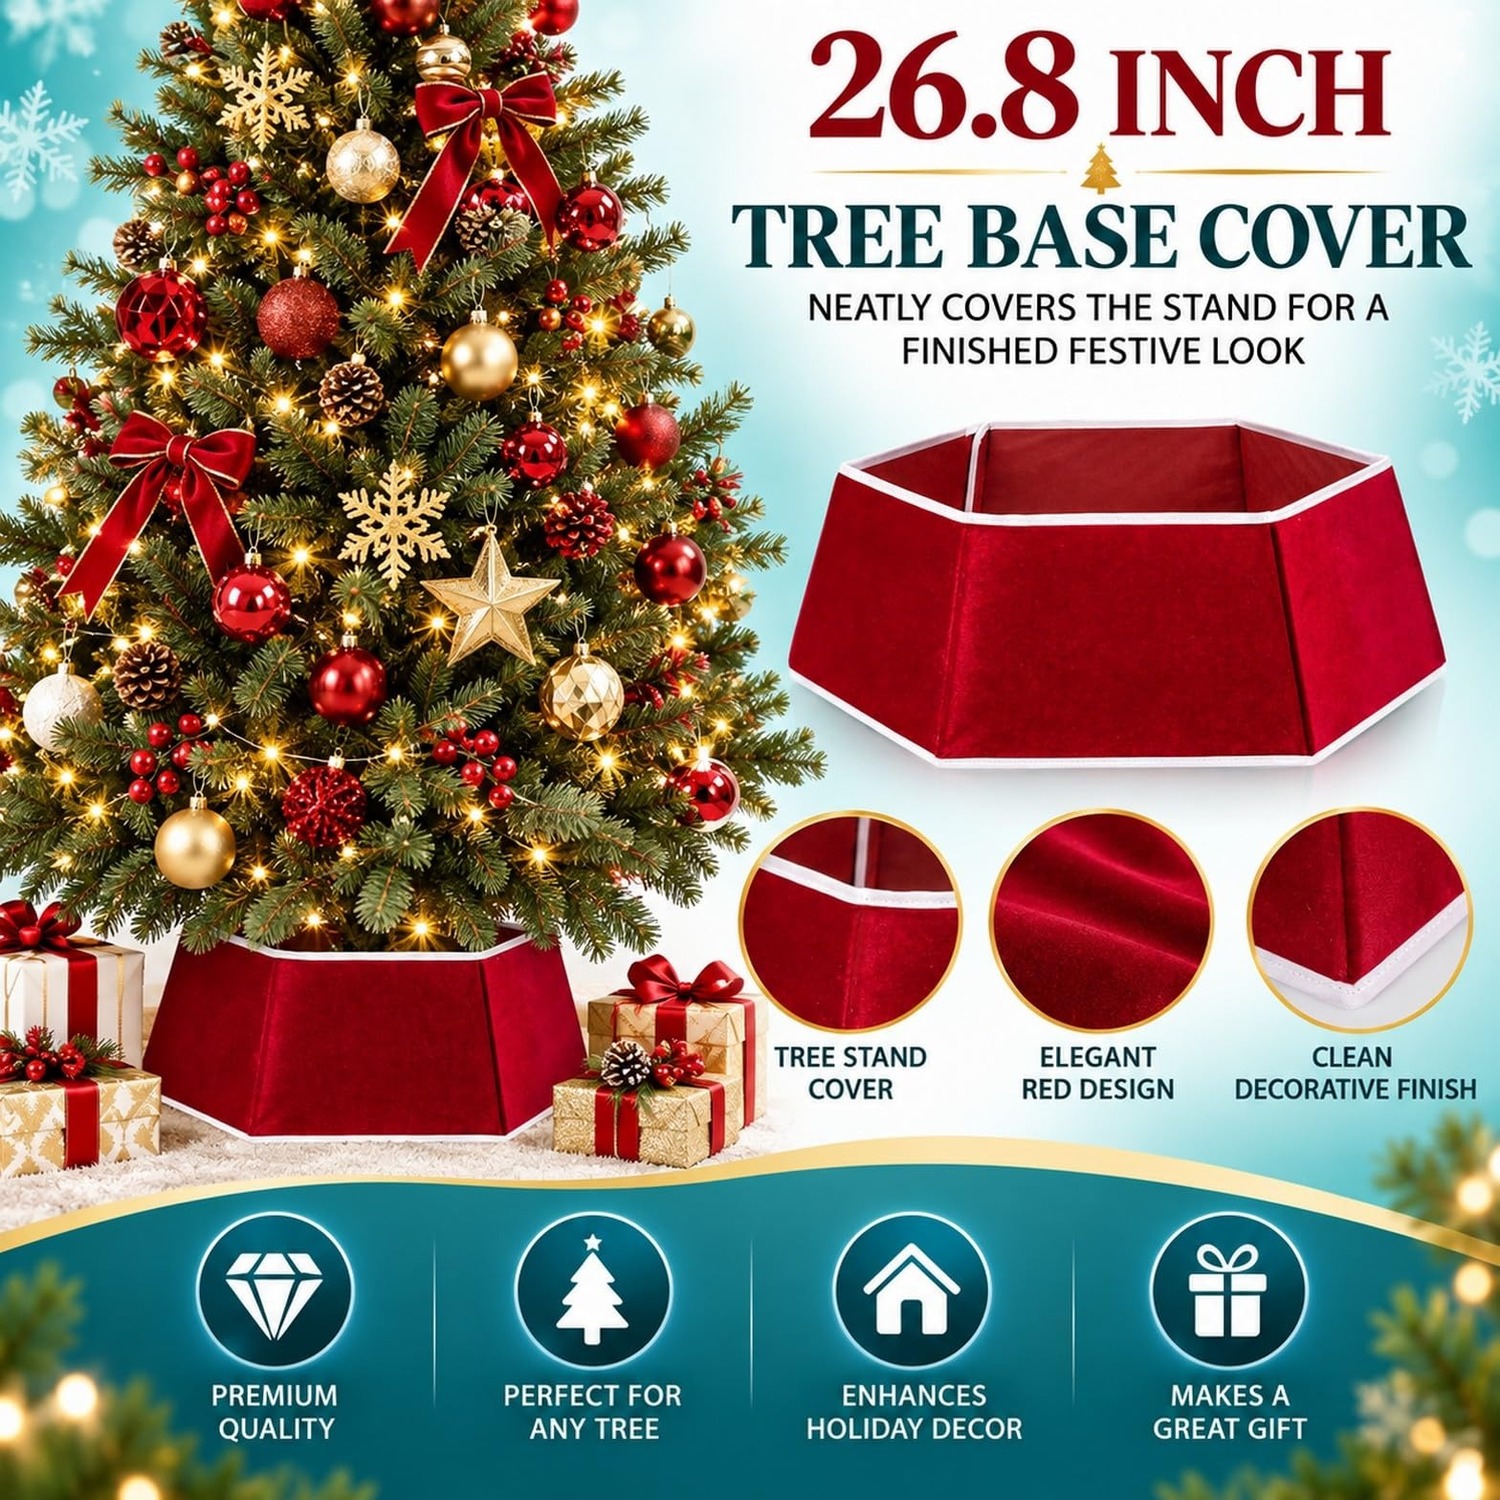 26.8 INCH
TREE BASE COVER
NEATLY COVERS THE STAND FOR A
FINISHED FESTIVE LOOK
TREE STAND
COVER
ELEGANT
RED DESIGN
CLEAN
DECORATIVE FINISH
PREMIUM
QUALITY
PERFECT FOR
ANY TREE
ENHANCES
HOLIDAY DECOR
MAKES A
GREAT GIFT